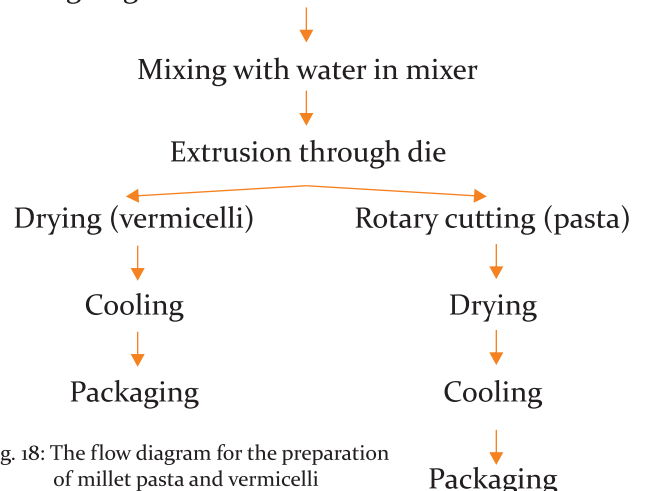 Mixing with water in mixer
Extrusion through die
Drying (vermicelli)
Rotary cutting (pasta)
Cooling
Drying
Packaging
Cooling
g. 18: The flow diagram for the preparation
of millet pasta and vermicelli
Packaging